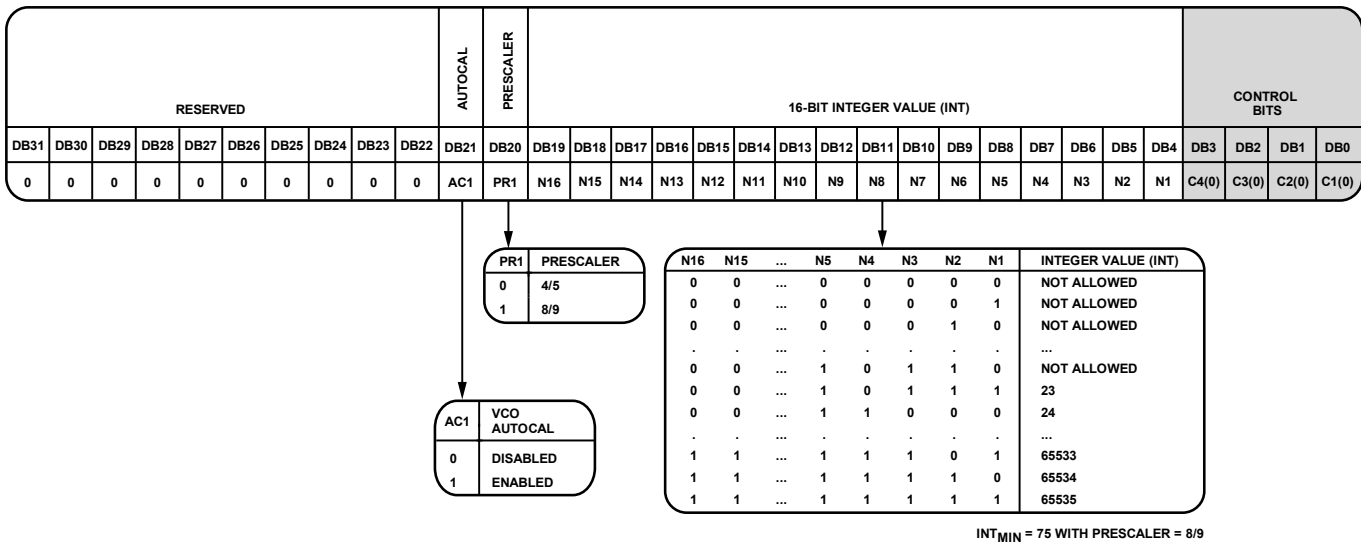 RESERVED AUTOCAL PRESCALER 16-BIT INTEGER VALUE (INT) CONTROL
BITS
DB31 DB30 DB29 DB28 DB27 DB26 DB25 DB24 DB23 DB22 DB21 DB20 DB19 DB18 DB17 DB16 DB15 DB14 DB13 DB12 DB11 DB10 DB9 DB8 DB7 DB6 DB5 DB4 DB3 DB2 DB1 DB0
0 0 0 0 0 0 0 0 0 0 AC1 PR1 N16 N15 N14 N13 N12 N11 N10 N9 N8 N7 N6 N5 N4 N3 N2 N1 C4(0) C3(0) C2(0) C1(0)
PR1 PRESCALER
0 4/5
1 8/9
AC1 VCO
AUTOCAL
0 DISABLED
1 ENABLED
N16 N15 ... N5 N4 N3 N2 N1 INTEGER VALUE (INT)
0 0 ... 0 0 0 0 0 NOT ALLOWED
0 0 ... 0 0 0 0 1 NOT ALLOWED
0 0 ... 0 0 0 1 0 NOT ALLOWED
. . ... . . . . . ...
0 0 ... 1 0 1 1 0 NOT ALLOWED
0 0 ... 1 0 1 1 1 23
0 0 ... 1 1 0 0 0 24
. . ... . . . . . ...
1 1 ... 1 1 1 0 1 65533
1 1 ... 1 1 1 1 0 65534
1 1 ... 1 1 1 1 1 65535
INTMIN = 75 WITH PRESCALER = 8/9